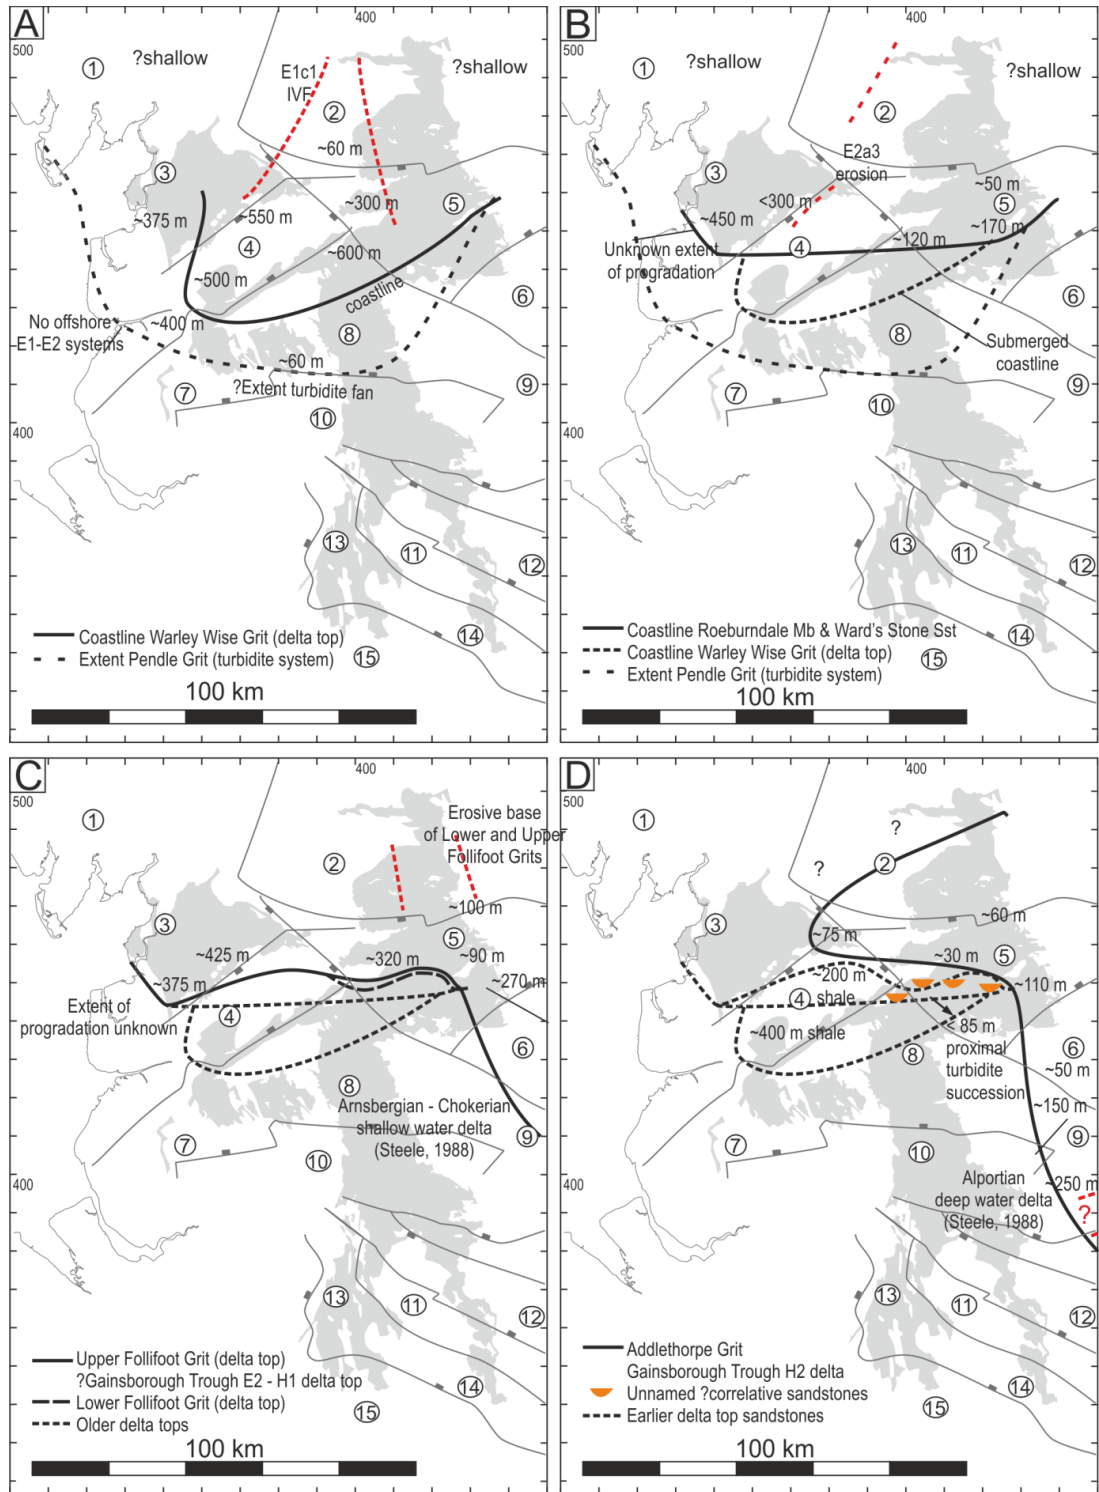 A
400
500
1
?shallow
?shallow
E1c1
IVF
2
~60 m
3
~300 m
5
~375 m
~550 m
4
~600 m
~500 m
coastline
6
No offshore
E1-E2 systems
~400 m
8
~60 m
?Extent turbidite fan
7
9
10
400
13
11
12
14
15
Coastline Warley Wise Grit (delta top)
Extent Pendle Grit (turbidite system)
100 km
B
400
500
1
?shallow
?shallow
2
E2a3
erosion
3
~50 m
<300 m
5
~450 m
~170 m
~120 m
4
Unknown extent
of progradation
6
8
Submerged
coastline
7
9
10
400
13
11
12
14
15
Coastline Roeburndale Mb & Ward's Stone Sst
Coastline Warley Wise Grit (delta top)
Extent Pendle Grit (turbidite system)
100 km
C
400
500
1
Erosive base
of Lower and Upper
Follifoot Grits
2
~100 m
3
5
~425 m
~320 m
~90 m
~375 m
~270 m
Extent of
progradation unknown
4
6
8
Arnsbergian - Chokerian
shallow water delta
(Steele, 1988)
7
9
10
400
13
11
12
14
15
Upper Follifoot Grit (delta top)
?Gainsborough Trough E2 - H1 delta top
Lower Follifoot Grit (delta top)
Older delta tops
100 km
D
400
500
1
?
?
2
3
~60 m
~75 m
~30 m
5
~200 m
shale
~110 m
4
~400 m shale
< 85 m
proximal
turbidite
succession
8
6
~50 m
~150 m
7
9
10
Alportian
deep water delta
(Steele, 1988)
~250 m
?
400
13
11
12
14
15
Addlethorpe Grit
Gainsborough Trough H2 delta
Unnamed ?correlative sandstones
Earlier delta top sandstones
100 km